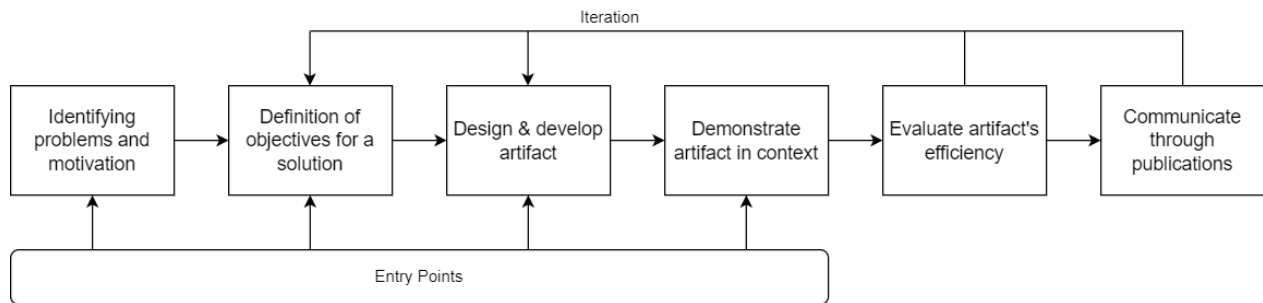 Iteration
Identifying
problems and
motivation
Definition of
objectives for a
solution
Design & develop
artifact
Demonstrate
artifact in context
Evaluate artifact's
efficiency
Communicate
through
publications
Entry Points